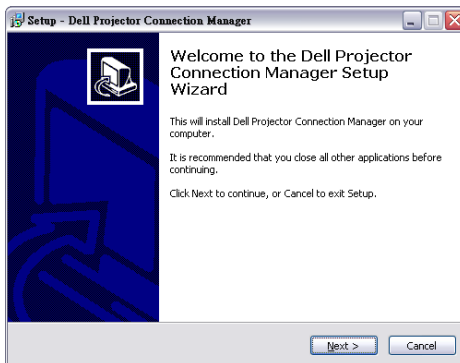 Setup - Dell Projector Connection Manager
Welcome to the Dell Projector
Connection Manager Setup
Wizard
This will install Dell Projector Connection Manager on your
computer.
It is recommended that you close all other applications before
continuing.
Click Next to continue, or Cancel to exit Setup.
Next >
Cancel